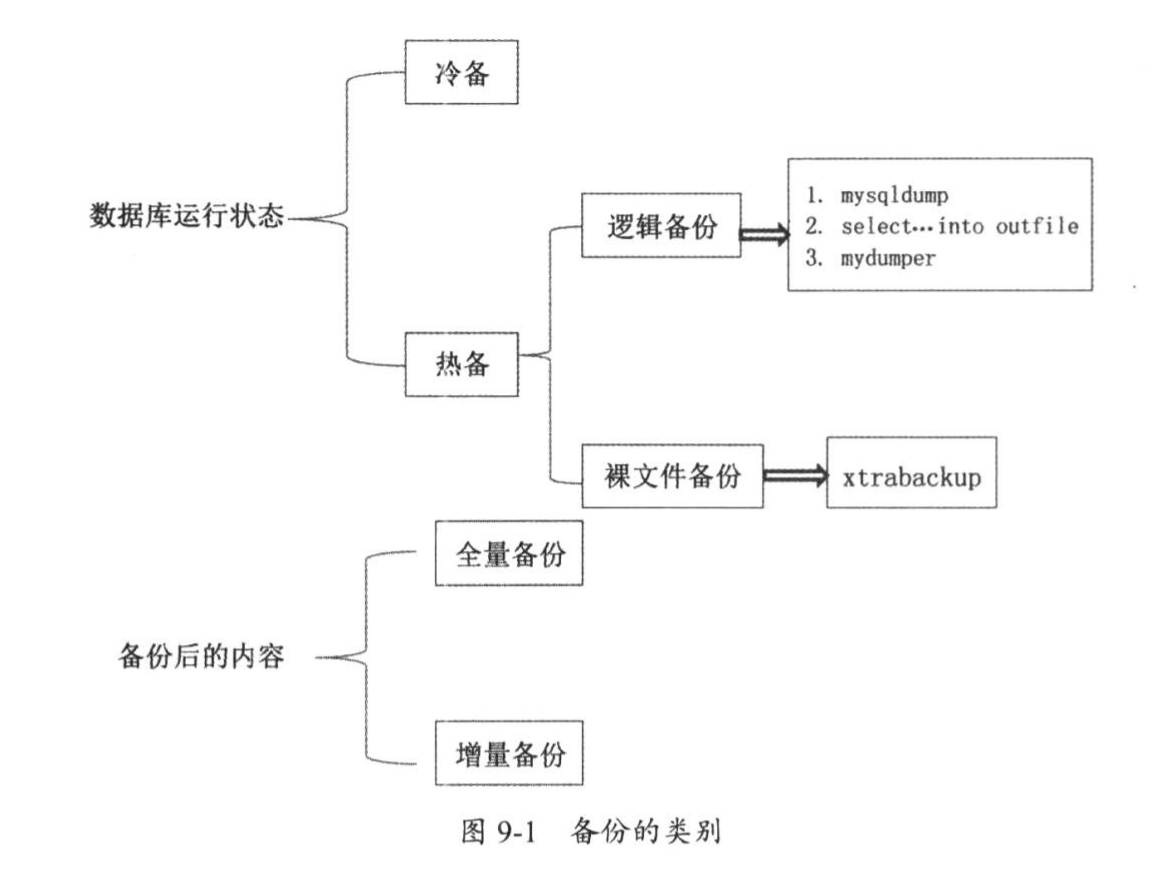 冷备
数据库运行状态
逻辑备份
1. mysqldump
2. select…into outfile
3. mydumper
热备
裸文件备份
xtrabackup
全量备份
备份后的内容
增量备份
图 9-1 备份的类别